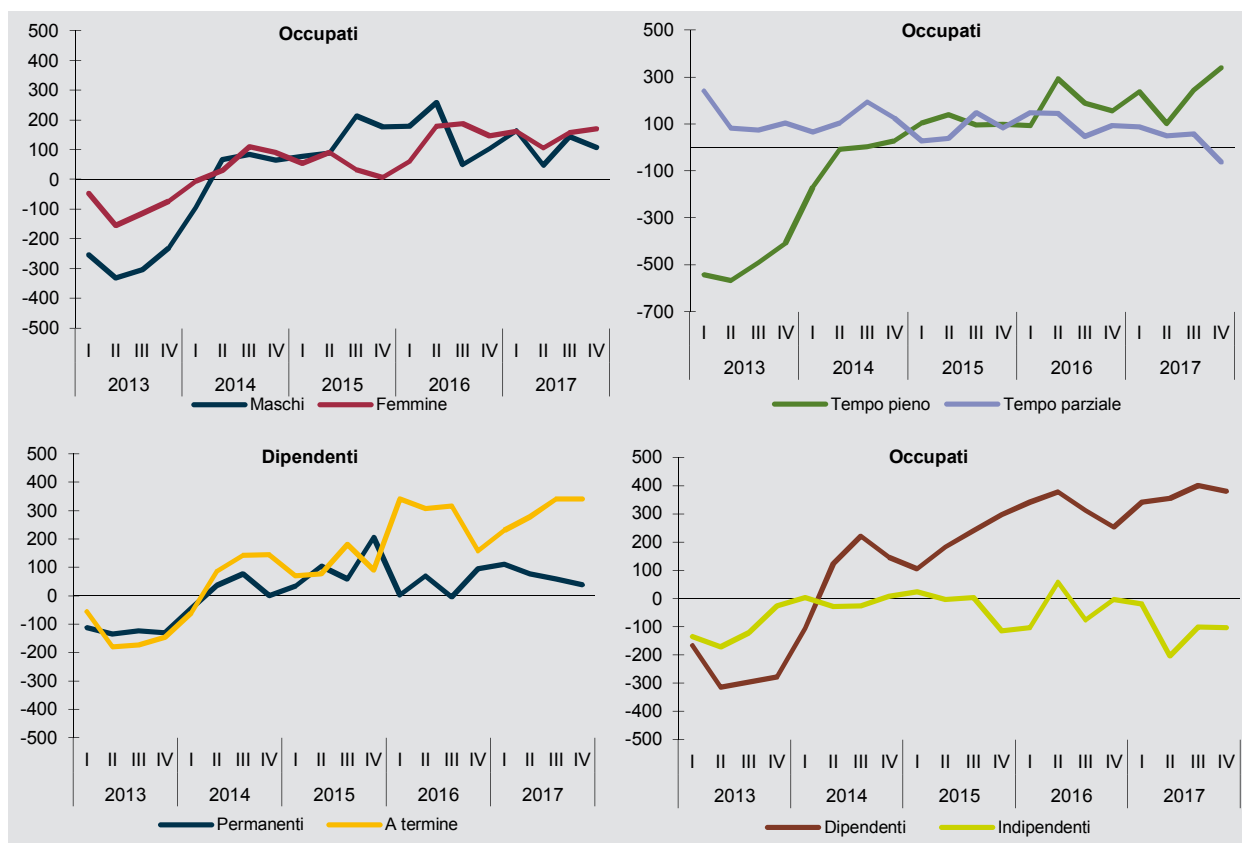 Occupati
500
400
300
200
100
0
-100
-200
-300
-400
-500
I II III IV I II III IV I II III IV I II III IV I II III IV
2013 2014 2015 2016 2017
Maschi Femmine
Occupati
500
300
100
-100
-300
-500
-700
I II III IV I II III IV I II III IV I II III IV I II III IV
2013 2014 2015 2016 2017
Tempo pieno Tempo parziale
Dipendenti
500
400
300
200
100
0
-100
-200
-300
-400
-500
I II III IV I II III IV I II III IV I II III IV I II III IV
2013 2014 2015 2016 2017
Permanenti A termine
Occupati
500
400
300
200
100
0
-100
-200
-300
-400
-500
I II III IV I II III IV I II III IV I II III IV I II III IV
2013 2014 2015 2016 2017
Dipendenti Indipendenti